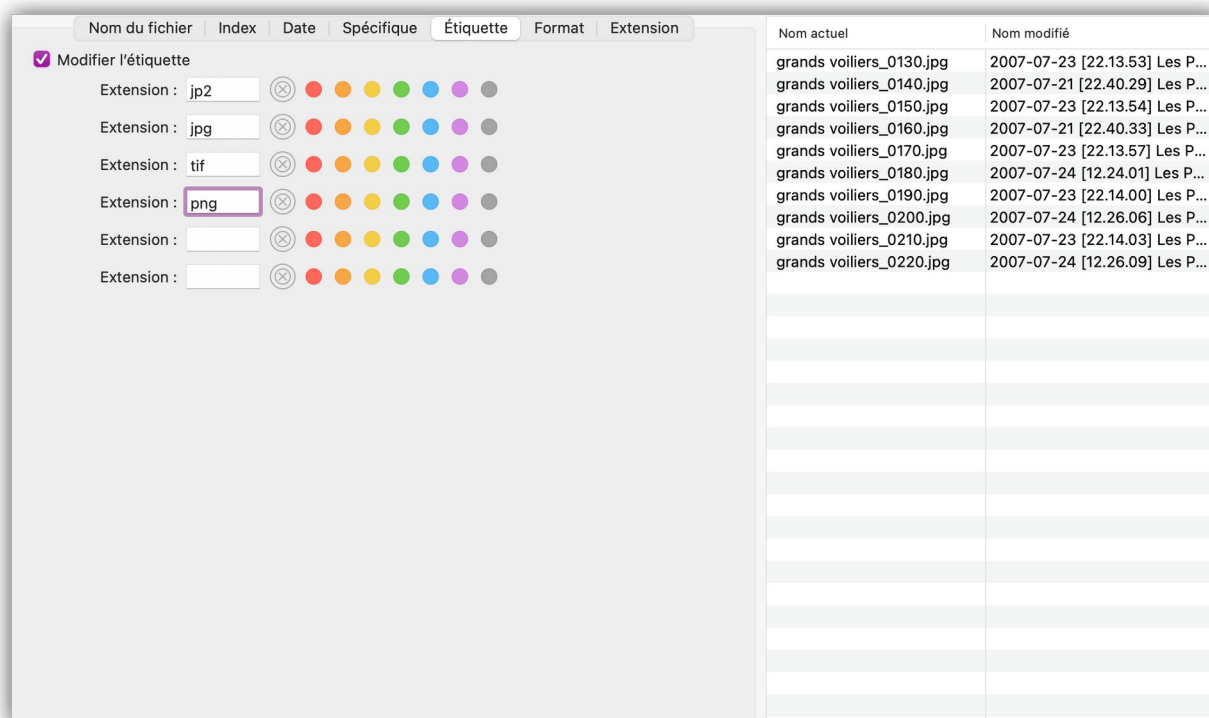 Nom du fichier Index Date Spécifique Étiquette Format Extension
Modifier l'étiquette
Extension : jp2
Extension : jpg
Extension : tif
Extension : png
Extension :
Extension :
Nom actuel Nom modifié
grands voiliers_0130.jpg 2007-07-23 [22.13.53] Les P...
grands voiliers_0140.jpg 2007-07-21 [22.40.29] Les P...
grands voiliers_0150.jpg 2007-07-23 [22.13.54] Les P...
grands voiliers_0160.jpg 2007-07-21 [22.40.33] Les P...
grands voiliers_0170.jpg 2007-07-23 [22.13.57] Les P...
grands voiliers_0180.jpg 2007-07-24 [12.24.01] Les P...
grands voiliers_0190.jpg 2007-07-23 [22.14.00] Les P...
grands voiliers_0200.jpg 2007-07-24 [12.26.06] Les P...
grands voiliers_0210.jpg 2007-07-23 [22.14.03] Les P...
grands voiliers_0220.jpg 2007-07-24 [12.26.09] Les P...